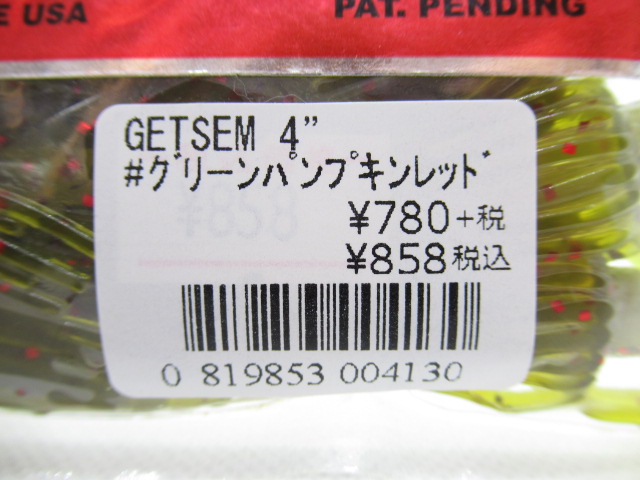 E USA
PAT. PENDING
GETSEM 4”
#ｸﾞﾘｰﾝﾊﾟﾝﾌﾟｷﾝﾚｯﾄﾞ
¥780+税
¥858税込
0 819853 004130